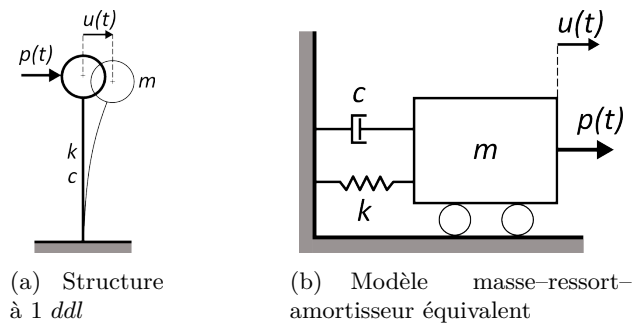 u(t)
p(t)
m
k
c
(a) Structure
à 1 ddl
u(t)
c
p(t)
m
k
(b) Modèle masse–ressort–
amortisseur équivalent